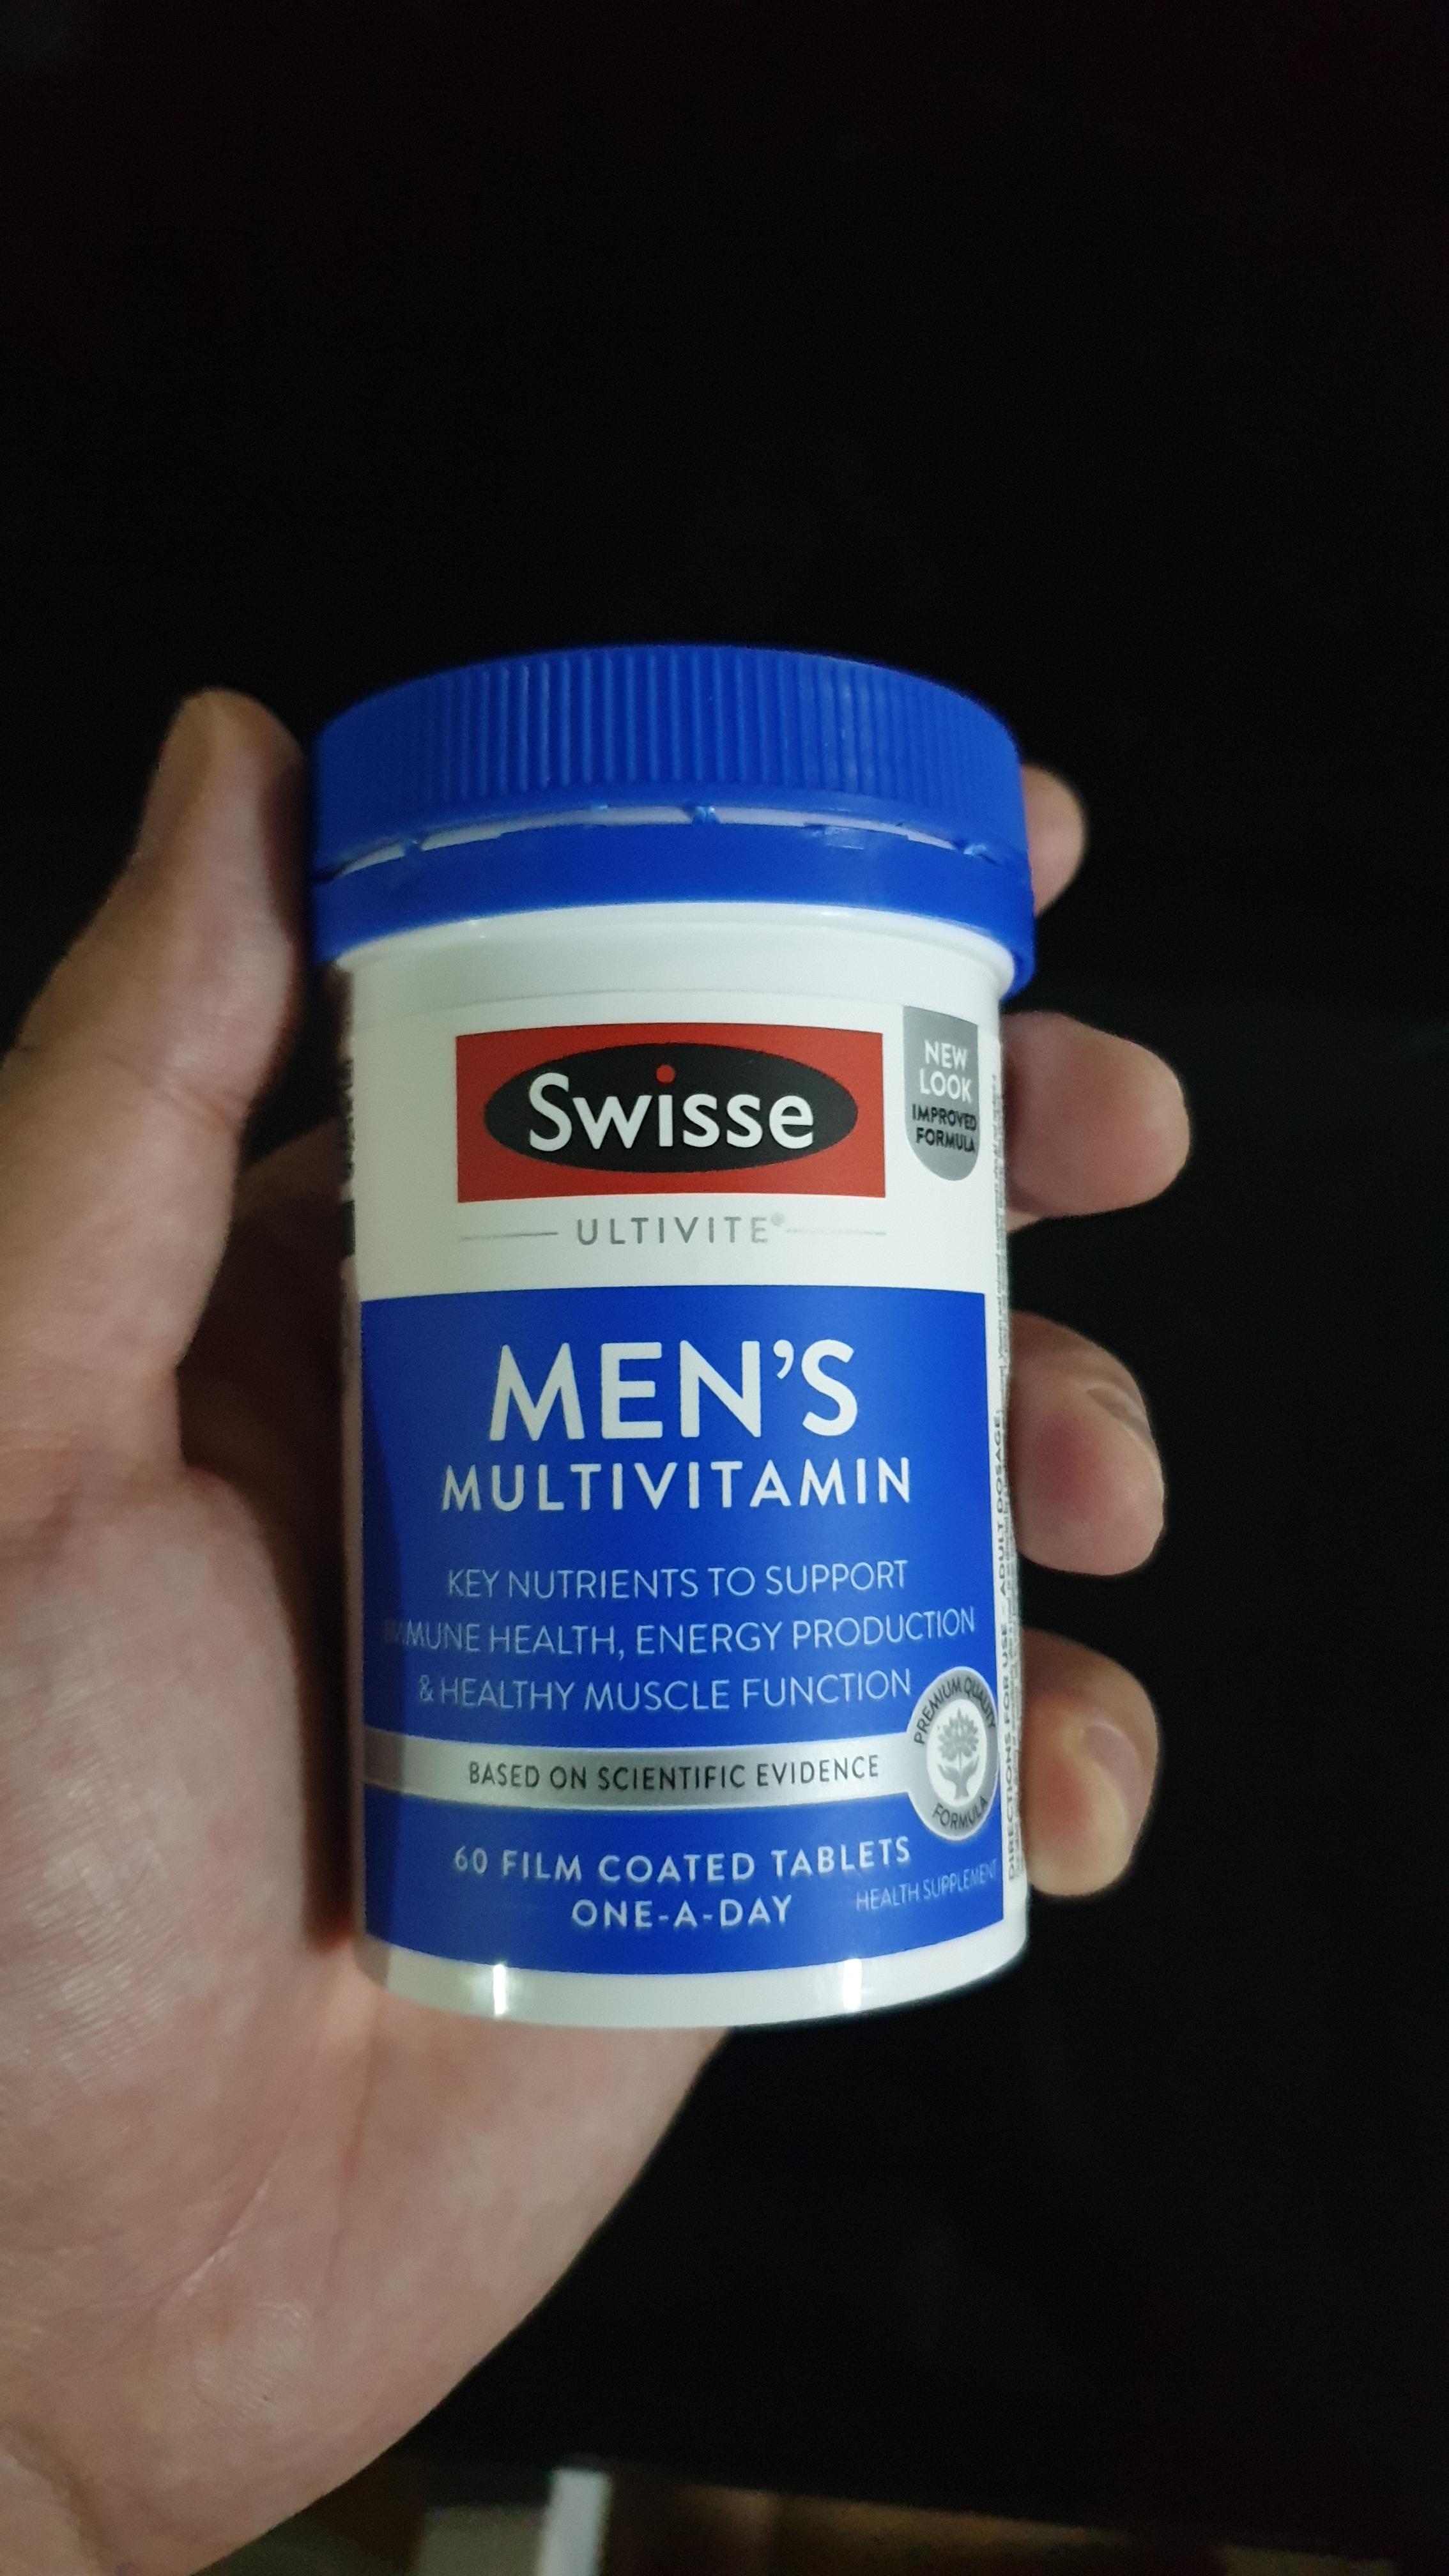 Swisse
NEW
LOOK
IMPROVED
FORMULA
ULTIVITE®
MEN'S
MULTIVITAMIN
KEY NUTRIENTS TO SUPPORT
IMMUNE HEALTH, ENERGY PRODUCTION
& HEALTHY MUSCLE FUNCTION
PREMIUM QUALITY
FORMULA
BASED ON SCIENTIFIC EVIDENCE
60 FILM COATED TABLETS
ONE-A-DAY
HEALTH SUPPLEMENT
DIRECTIONS FOR USE - ADULT DOSAGE